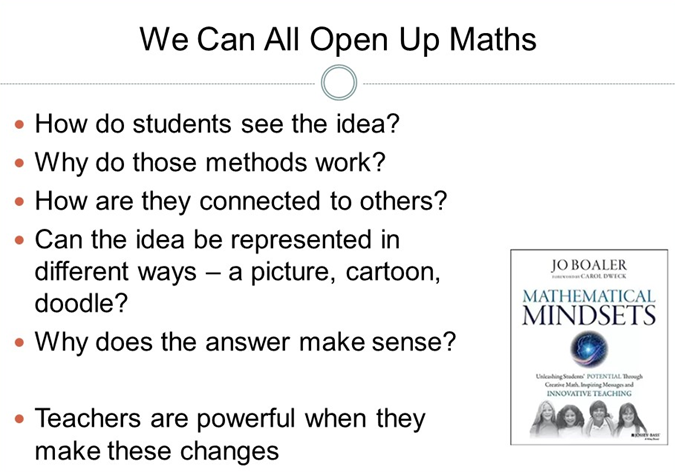 We Can All Open Up Maths
• How do students see the idea?
• Why do those methods work?
• How are they connected to others?
• Can the idea be represented in
different ways – a picture, cartoon,
doodle?
• Why does the answer make sense?
• Teachers are powerful when they
make these changes
JO BOALER
FOREWORD BY CAROL DWECK
MATHEMATICAL
MINDSETS
Unleashing Students' POTENTIAL Through
Creative Math, Inspiring Messages and
INNOVATIVE TEACHING
JOSSEY-BASS